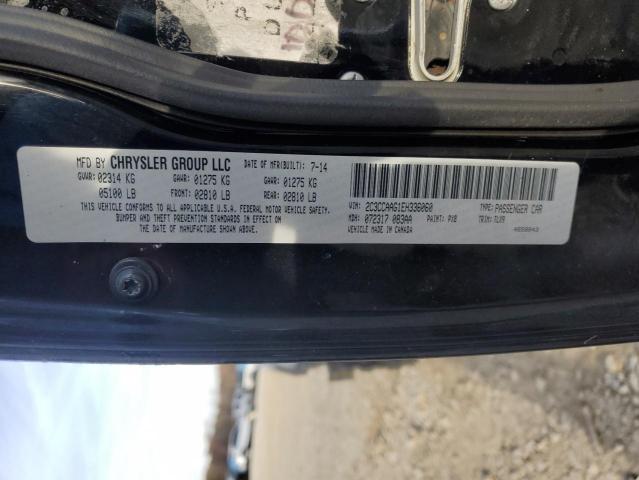 MFD BY CHRYSLER GROUP LLC DATE OF MFR(BUILT): 7-14
GVWR: 02314 KG GAWR: 01275 KG GAWR: 01275 KG
05100 LB FRONT: 02810 LB REAR: 02810 LB
THIS VEHICLE CONFORMS TO ALL APPLICABLE U.S.A. FEDERAL MOTOR VEHICLE SAFETY,
BUMPER AND THEFT PREVENTION STANDARDS IN EFFECT ON
THE DATE OF MANUFACTURE SHOWN ABOVE.
VIN: 2C3CCAAG1EH336060 TYPE: PASSENGER CAR
MDH: 072317 083AA PAINT: PX8 TRIM: TLX9
VEHICLE MADE IN CANADA